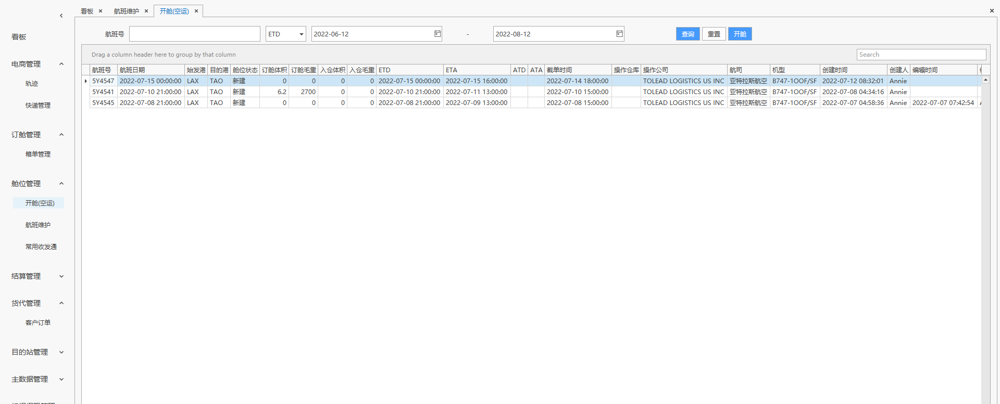 看板 航班维护 开舱(空运)
看板
电商管理
轨迹
快递管理
订舱管理
箱单管理
舱位管理
开舱(空运)
航班维护
常用收发通
结算管理
货代管理
客户订单
目的站管理
主数据管理
航班号 ETD 2022-06-12 - 2022-08-12 查询 重置 开舱
Drag a column header here to group by that column Search
航班号 航班日期 始发港 目的港 舱位状态 订舱体积 订舱毛重 入仓体积 入仓毛重 ETD ETA ATD ATA 截单时间 操作仓库 操作公司 航司 机型 创建时间 创建人 编辑时间
5Y4547 2022-07-15 00:00:00 LAX TAO 新建 0 0 0 0 2022-07-15 00:00:00 2022-07-15 16:00:00 2022-07-14 18:00:00 TOLEAD LOGISTICS US INC 亚特拉斯航空 B747-1OOF/SF 2022-07-12 08:32:01 Annie
5Y4541 2022-07-10 21:00:00 LAX TAO 新建 6.2 2700 0 0 2022-07-10 21:00:00 2022-07-11 13:00:00 2022-07-10 15:00:00 TOLEAD LOGISTICS US INC 亚特拉斯航空 B747-1OOF/SF 2022-07-08 04:34:16 Annie
5Y4545 2022-07-08 21:00:00 LAX TAO 新建 0 0 0 0 2022-07-08 21:00:00 2022-07-09 13:00:00 2022-07-08 15:00:00 TOLEAD LOGISTICS US INC 亚特拉斯航空 B747-1OOF/SF 2022-07-07 04:58:36 Annie 2022-07-07 07:42:54